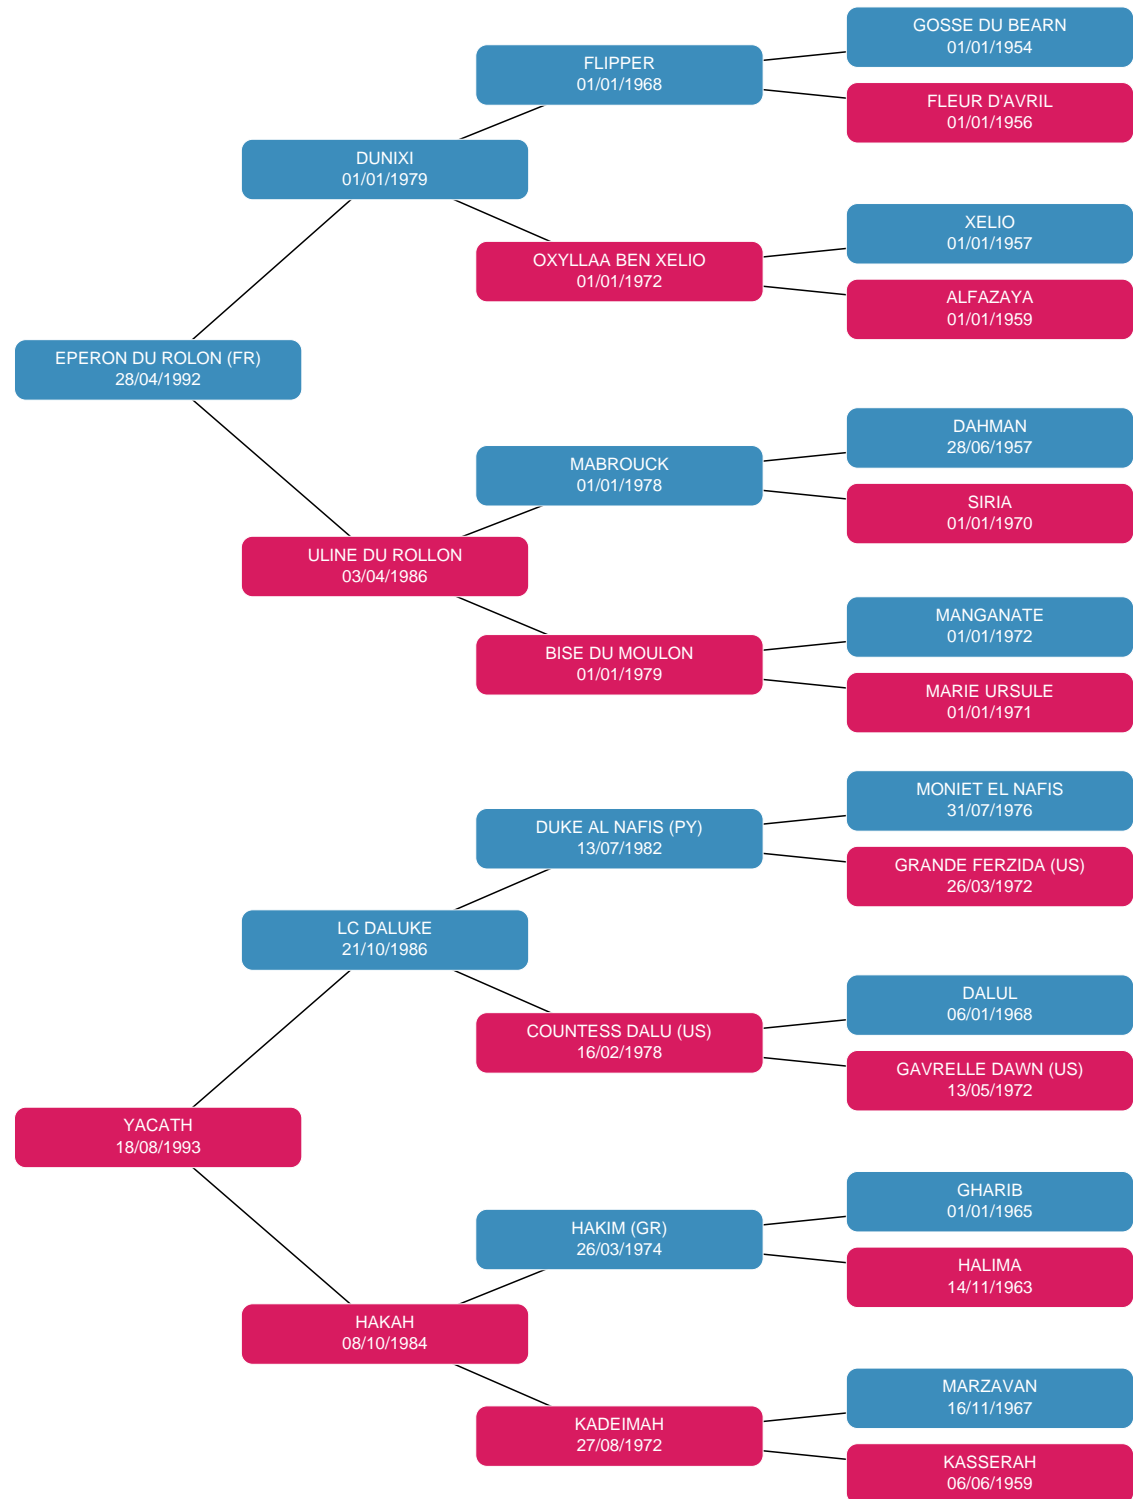 GOSSE DU BEARN
01/01/1954
FLIPPER
01/01/1968
FLEUR D'AVRIL
01/01/1956
DUNIXI
01/01/1979
XELIO
01/01/1957
OXYLLAA BEN XELIO
01/01/1972
ALFAZAYA
01/01/1959
EPERON DU ROLON (FR)
28/04/1992
DAHMAN
28/06/1957
MABROUCK
01/01/1978
SIRIA
01/01/1970
ULINE DU ROLLON
03/04/1986
MANGANATE
01/01/1972
BISE DU MOULON
01/01/1979
MARIE URSULE
01/01/1971
MONIET EL NAFIS
31/07/1976
DUKE AL NAFIS (PY)
13/07/1982
GRANDE FERZIDA (US)
26/03/1972
LC DALUKE
21/10/1986
DALUL
06/01/1968
COUNTESS DALU (US)
16/02/1978
GAVRELLE DAWN (US)
13/05/1972
YACATH
18/08/1993
GHARIB
01/01/1965
HAKIM (GR)
26/03/1974
HALIMA
14/11/1963
HAKAH
08/10/1984
MARZAVAN
16/11/1967
KADEIMAH
27/08/1972
KASSERAH
06/06/1959